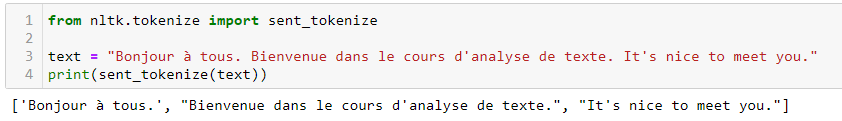 1 from nltk.tokenize import sent_tokenize
2
3 text = "Bonjour à tous. Bienvenue dans le cours d'analyse de texte. It's nice to meet you."
4 print(sent_tokenize(text))
['Bonjour à tous.', "Bienvenue dans le cours d'analyse de texte.", "It's nice to meet you."]